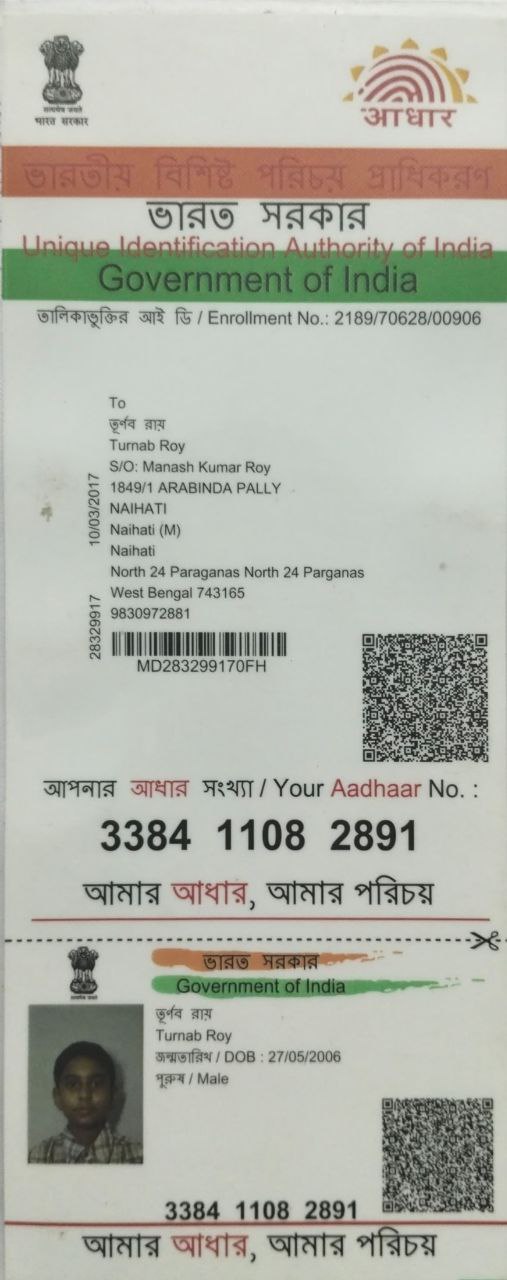 सत्यमेव जयते
भारत सरकार
आधार
ভারতীয় বিশিষ্ট পরিচয় প্রাধিকরণ
ভারত সরকার
Unique Identification Authority of India
Government of India
তালিকাভুক্তির আই ডি / Enrollment No.: 2189/70628/00906
To
তূর্ণব রায়
Turnab Roy
S/O: Manash Kumar Roy
1849/1 ARABINDA PALLY
NAIHATI
Naihati (M)
Naihati
North 24 Paraganas North 24 Parganas
West Bengal 743165
9830972881
10/03/2017
28329917
MD283299170FH
আপনার আধার সংখ্যা / Your Aadhaar No. :
3384 1108 2891
আমার আধার, আমার পরিচয়
ভারত সরকার
Government of India
তূর্ণব রায়
Turnab Roy
জন্মতারিখ / DOB : 27/05/2006
পুরুষ / Male
3384 1108 2891
আমার আধার, আমার পরিচয়